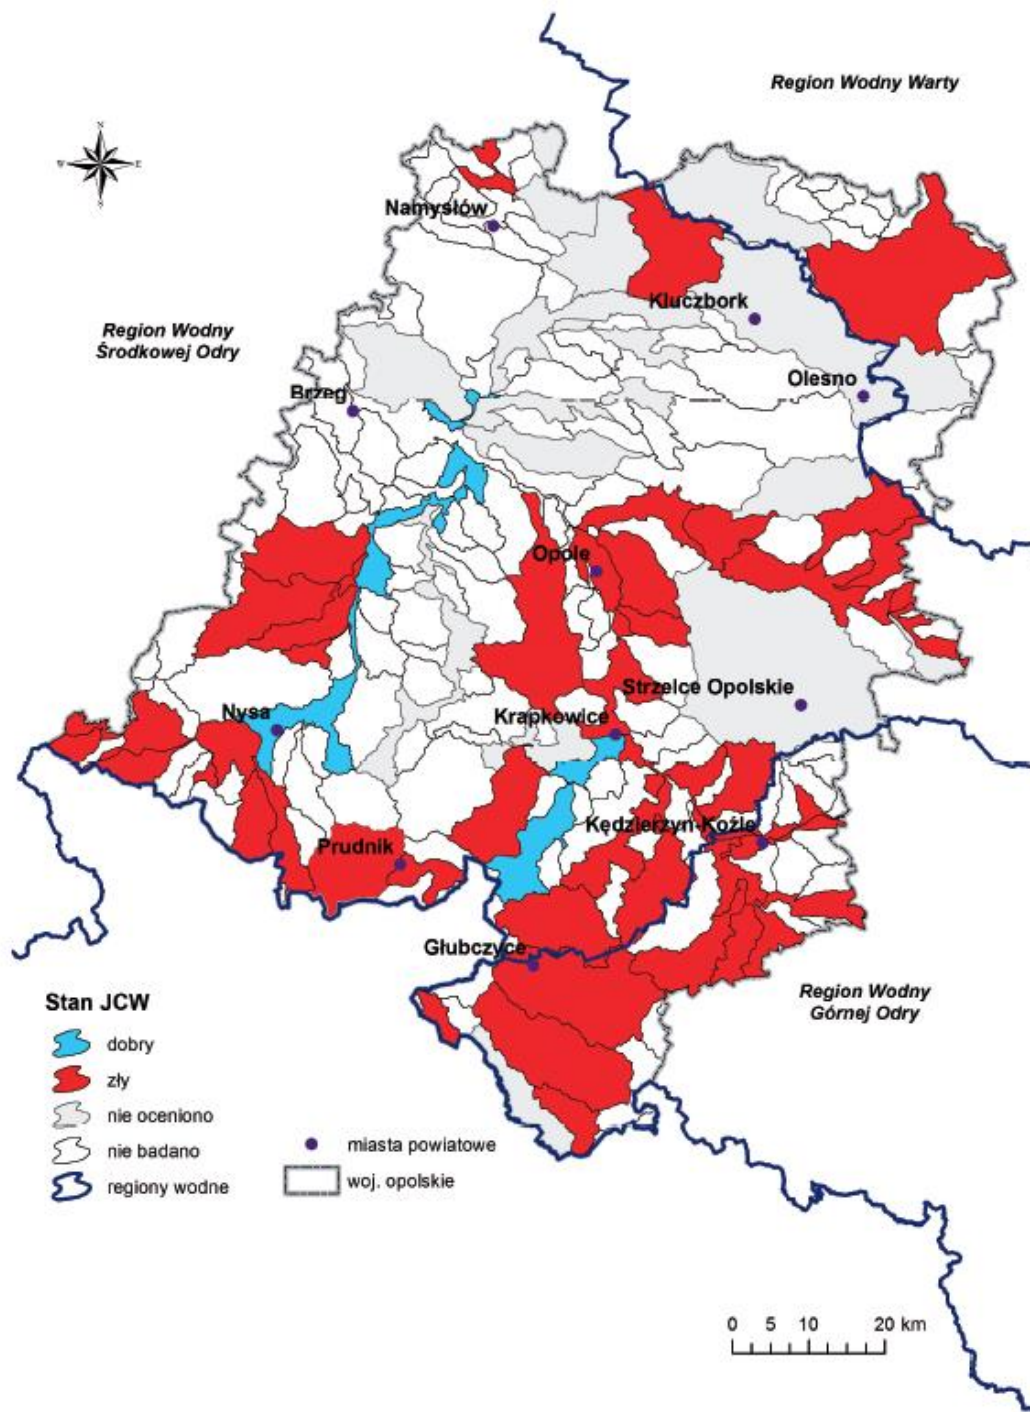 Region Wodny Warty
N
W
E
S
Namysłów
Region Wodny
Środkowej Odry
Kluczbork
Brzeg
Olesno
Opole
Strzelce Opolskie
Nysa
Krapkowice
Kędzierzyn-Koźle
Prudnik
Głubczyce
Region Wodny
Górnej Odry
Stan JCW
dobry
zły
nie oceniono
nie badano
regiony wodne
miasta powiatowe
woj. opolskie
0 5 10 20 km